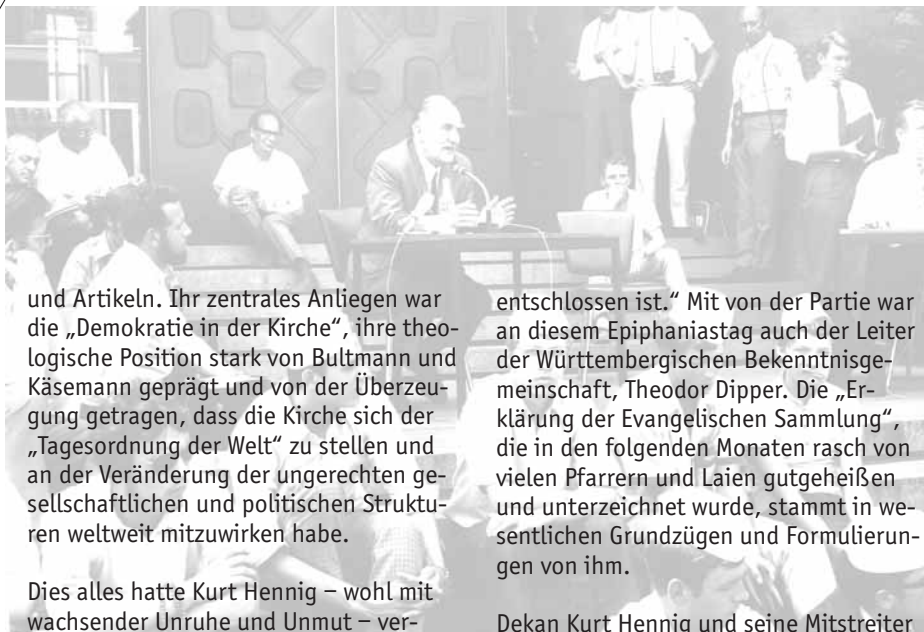 und Artikeln. Ihr zentrales Anliegen war
die „Demokratie in der Kirche“, ihre theo-
logische Position stark von Bultmann und
Käsemann geprägt und von der Überzeu-
gung getragen, dass die Kirche sich der
„Tagesordnung der Welt“ zu stellen und
an der Veränderung der ungerechten ge-
sellschaftlichen und politischen Struktu-
ren weltweit mitzuwirken habe.
Dies alles hatte Kurt Hennig – wohl mit
wachsender Unruhe und Unmut – ver-
entschlossen ist.“ Mit von der Partie war
an diesem Epiphaniastag auch der Leiter
der Württembergischen Bekenntnisge-
meinschaft, Theodor Dipper. Die „Er-
klärung der Evangelischen Sammlung“,
die in den folgenden Monaten rasch von
vielen Pfarrern und Laien gutgeheißen
und unterzeichnet wurde, stammt in we-
sentlichen Grundzügen und Formulierun-
gen von ihm.
Dekan Kurt Hennig und seine Mitstreiter